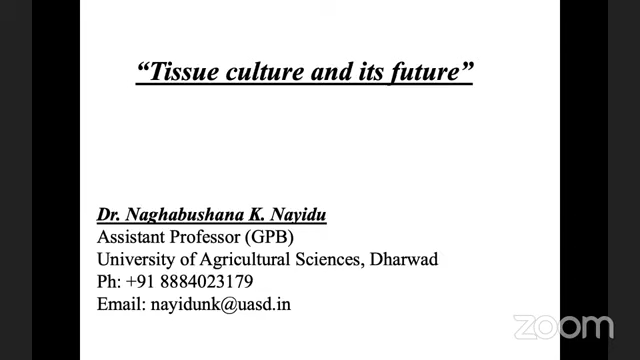 “Tissue culture and its future”
Dr. Naghabushana K. Nayidu
Assistant Professor (GPB)
University of Agricultural Sciences, Dharwad
Ph: +91 8884023179
Email: nayidunk@uasd.in
zoom